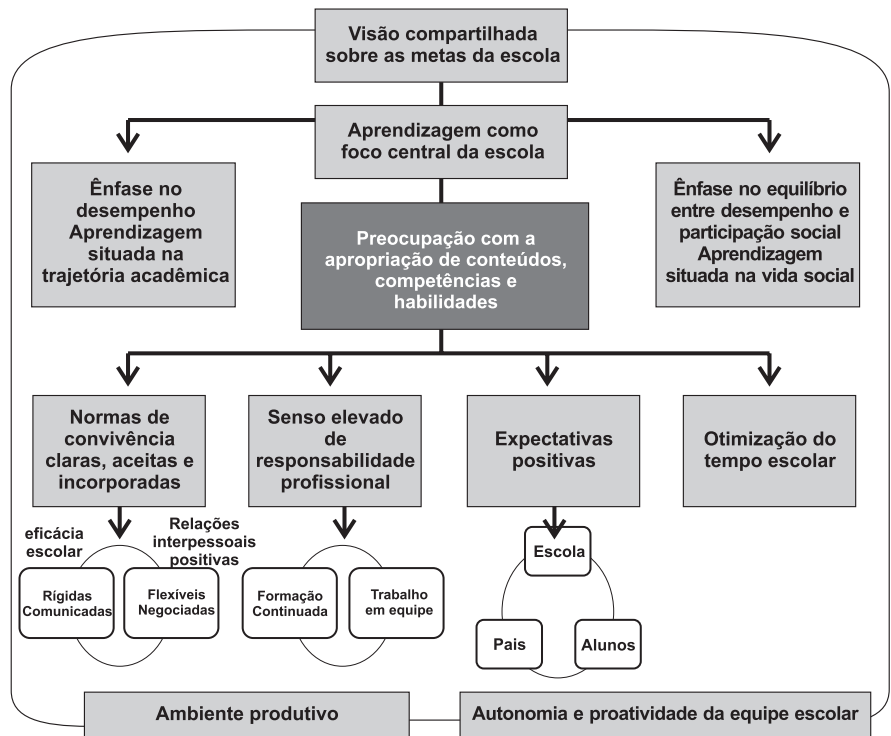 Visão compartilhada
sobre as metas da escola
Aprendizagem como
foco central da escola
Ênfase no
desempenho
Aprendizagem
situada na
trajetória acadêmica
Preocupação com a
apropriação de conteúdos,
competências e
habilidades
Ênfase no equilíbrio
entre desempenho e
participação social
Aprendizagem
situada na vida social
Normas de
convivência
claras, aceitas e
incorporadas
Senso elevado
de
responsabilidade
profissional
Expectativas
positivas
Otimização do
tempo escolar
eficácia
escolar
Relações
interpessoais
positivas
Rígidas
Comunicadas
Flexíveis
Negociadas
Formação
Continuada
Trabalho
em equipe
Escola
Pais
Alunos
Ambiente produtivo
Autonomia e proatividade da equipe escolar